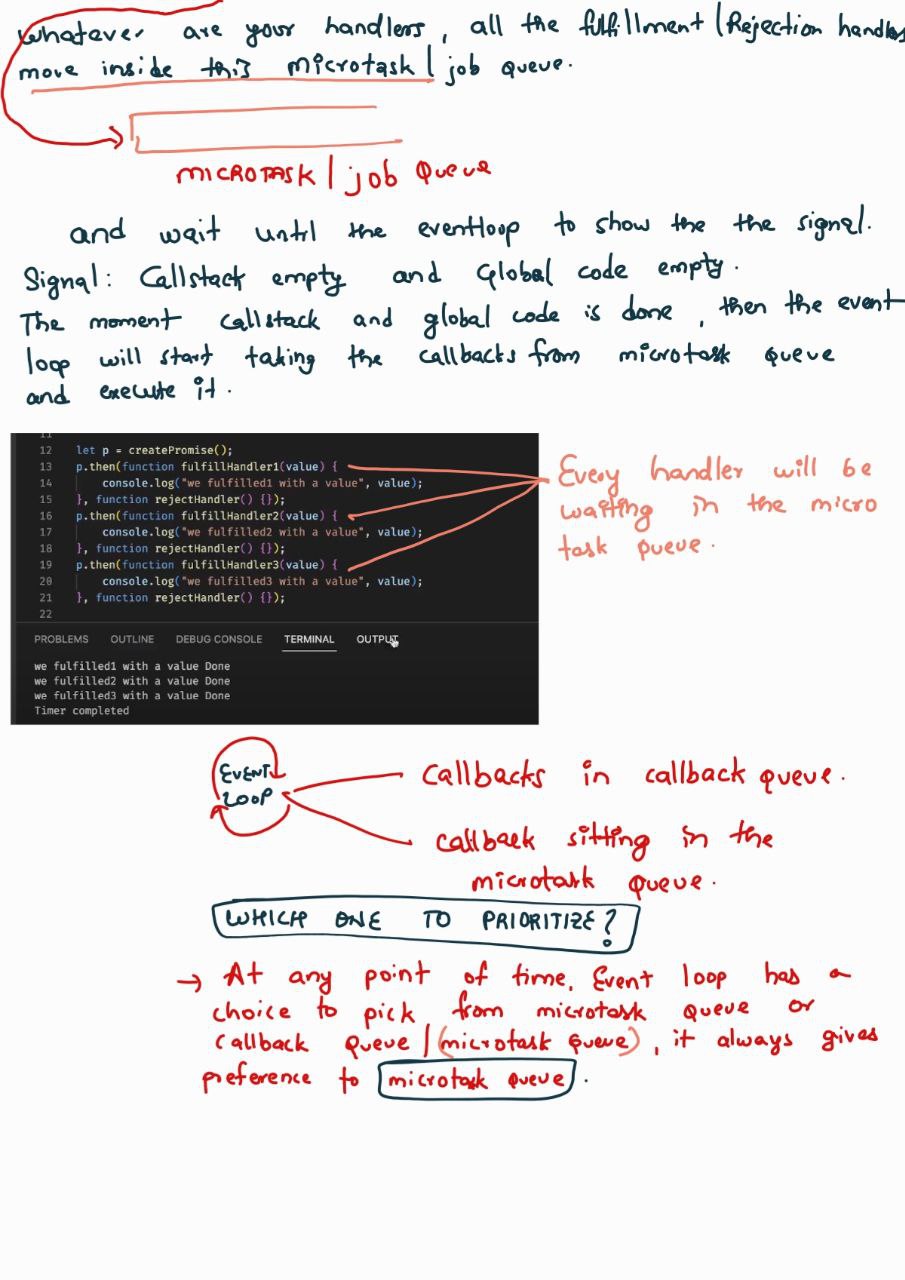 Whatever are your handlers, all the fulfillment | Rejection handlers
move inside this microtask | job queue.
MICROTASK | job Queue
and wait until the eventloop to show the the signal.
Signal: Callstack empty and Global code empty.
The moment callstack and global code is done, then the event
loop will start taking the callbacks from microtask queue
and execute it.
11
12 let p = createPromise();
13 p.then(function fulfillHandler1(value) {
14 console.log("we fulfilled1 with a value", value);
15 }, function rejectHandler() {});
16 p.then(function fulfillHandler2(value) {
17 console.log("we fulfilled2 with a value", value);
18 }, function rejectHandler() {});
19 p.then(function fulfillHandler3(value) {
20 console.log("we fulfilled3 with a value", value);
21 }, function rejectHandler() {});
22
Every handler will be
waiting in the micro
task queue.
PROBLEMS OUTLINE DEBUG CONSOLE TERMINAL OUTPUT
we fulfilled1 with a value Done
we fulfilled2 with a value Done
we fulfilled3 with a value Done
Timer completed
EVENT
LOOP
Callbacks in callback queue.
callback sitting in the
microtask queue.
WHICH ONE TO PRIORITIZE?
→ At any point of time, Event loop has a
choice to pick from microtask queue or
Callback Queue | (microtask queue), it always gives
preference to microtask queue.